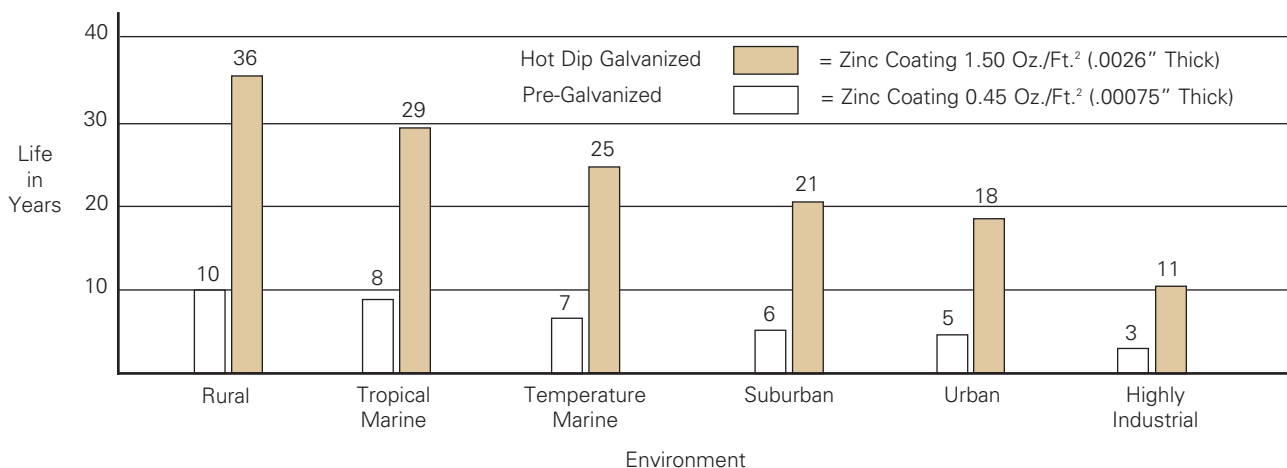 40
30
20
10
Life
in
Years
Hot Dip Galvanized = Zinc Coating 1.50 Oz./Ft.² (.0026” Thick)
Pre-Galvanized = Zinc Coating 0.45 Oz./Ft.² (.00075” Thick)
10 36
8 29
7 25
6 21
5 18
3 11
Rural
Tropical
Marine
Temperature
Marine
Suburban
Urban
Highly
Industrial
Environment